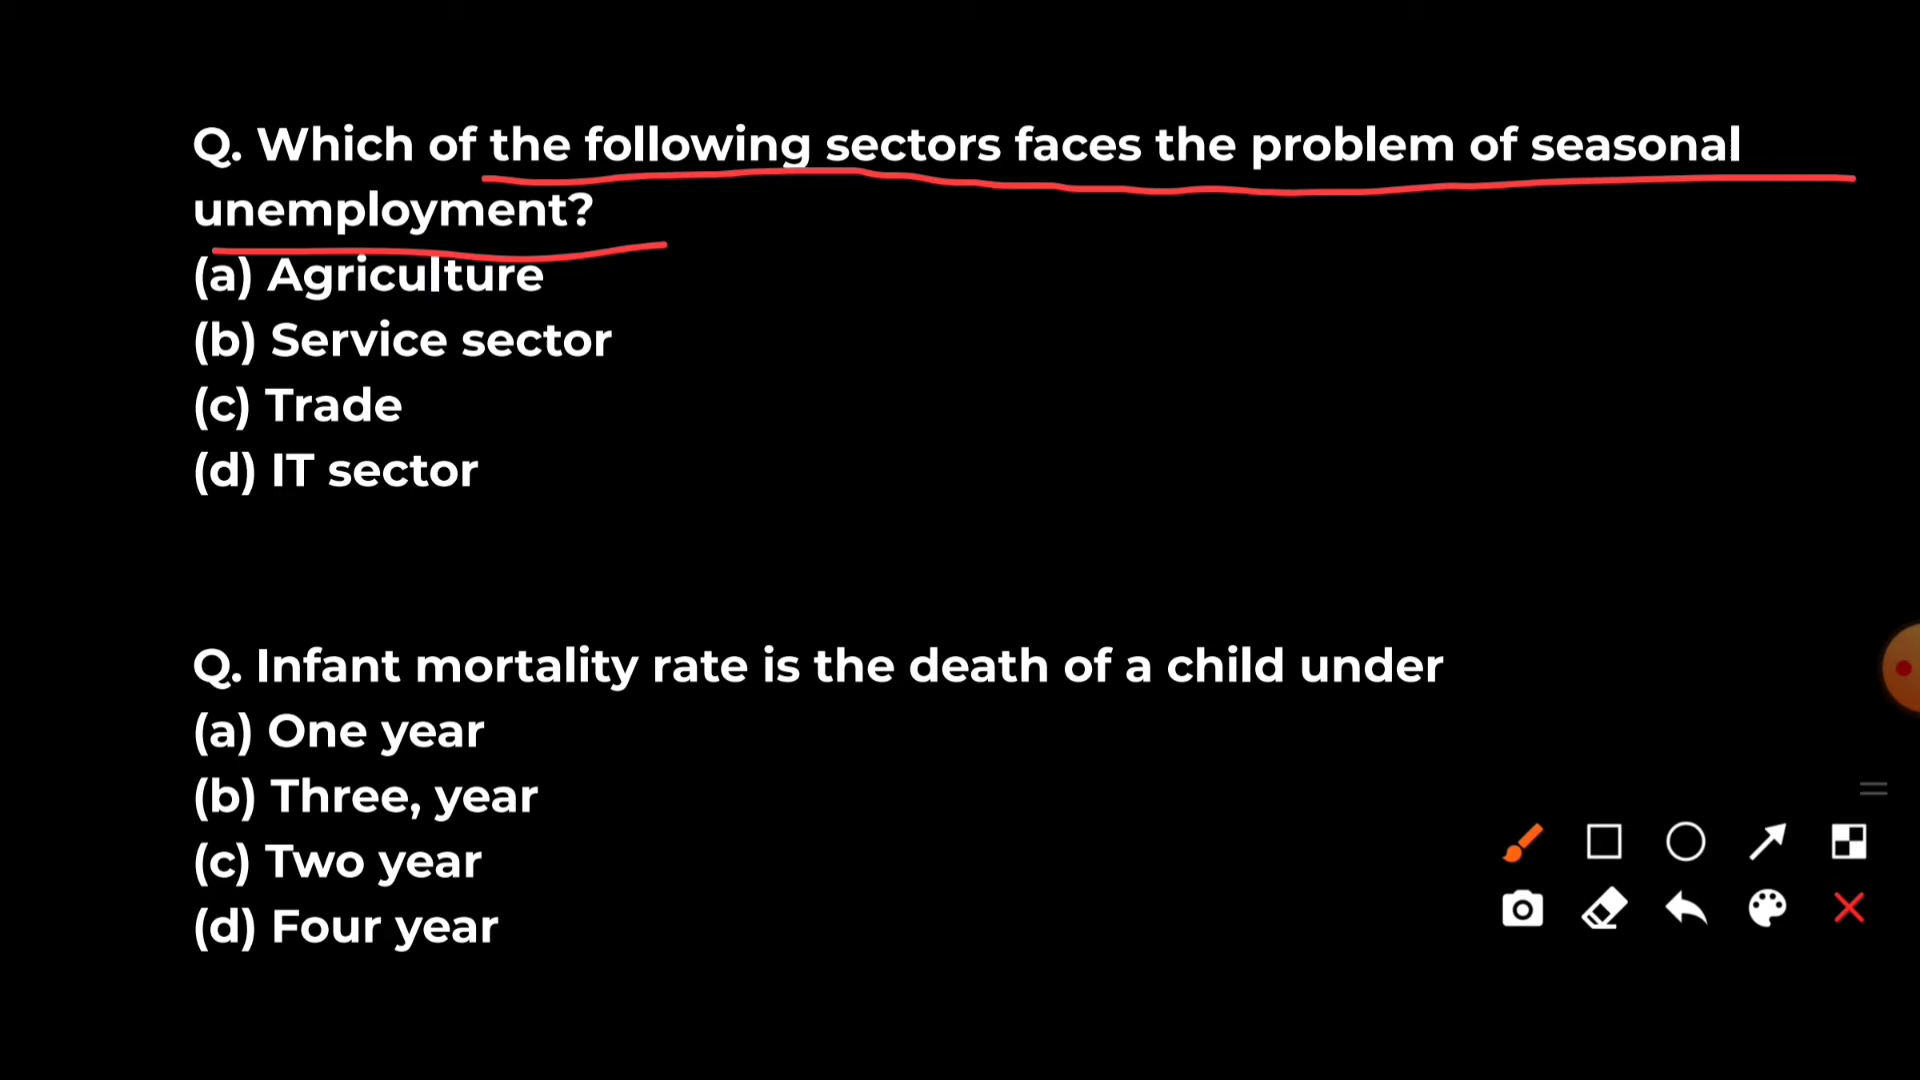 Q. Which of the following sectors faces the problem of seasonal
unemployment?
(a) Agriculture
(b) Service sector
(c) Trade
(d) IT sector
Q. Infant mortality rate is the death of a child under
(a) One year
(b) Three, year
(c) Two year
(d) Four year